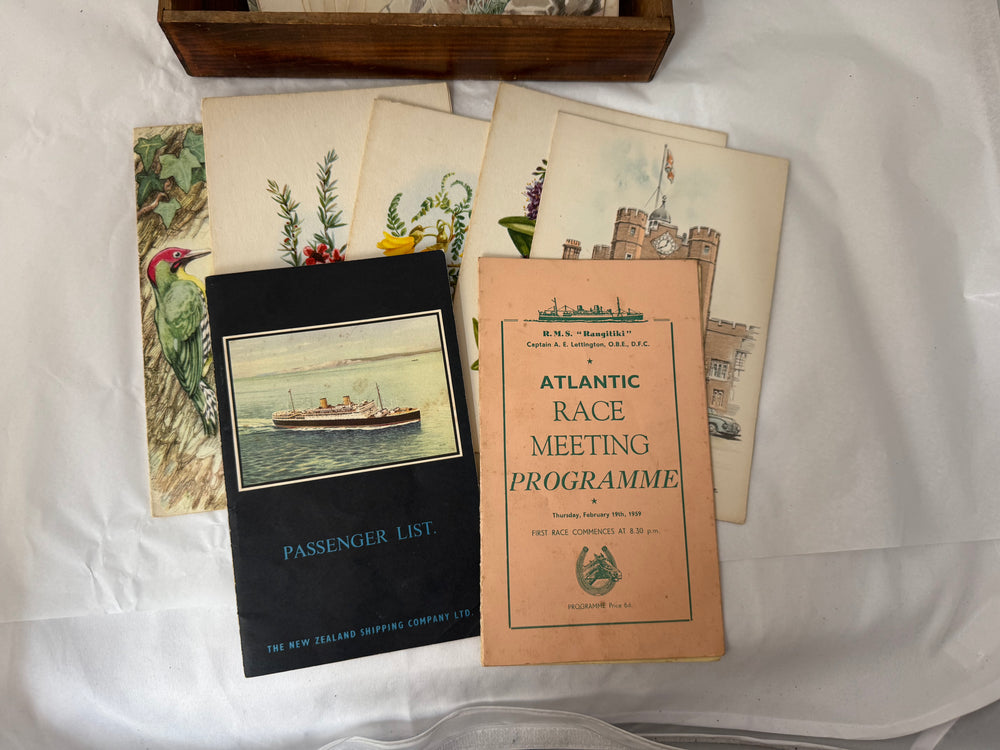 PASSENGER LIST.
THE NEW ZEALAND SHIPPING COMPANY LTD.
R.M.S. "Rangitiki"
Captain A. E. Lettington, O.B.E., D.F.C.
ATLANTIC
RACE
MEETING
PROGRAMME
Thursday, February 19th, 1959
FIRST RACE COMMENCES AT 8.30 p.m.
PROGRAMME Price 6d.